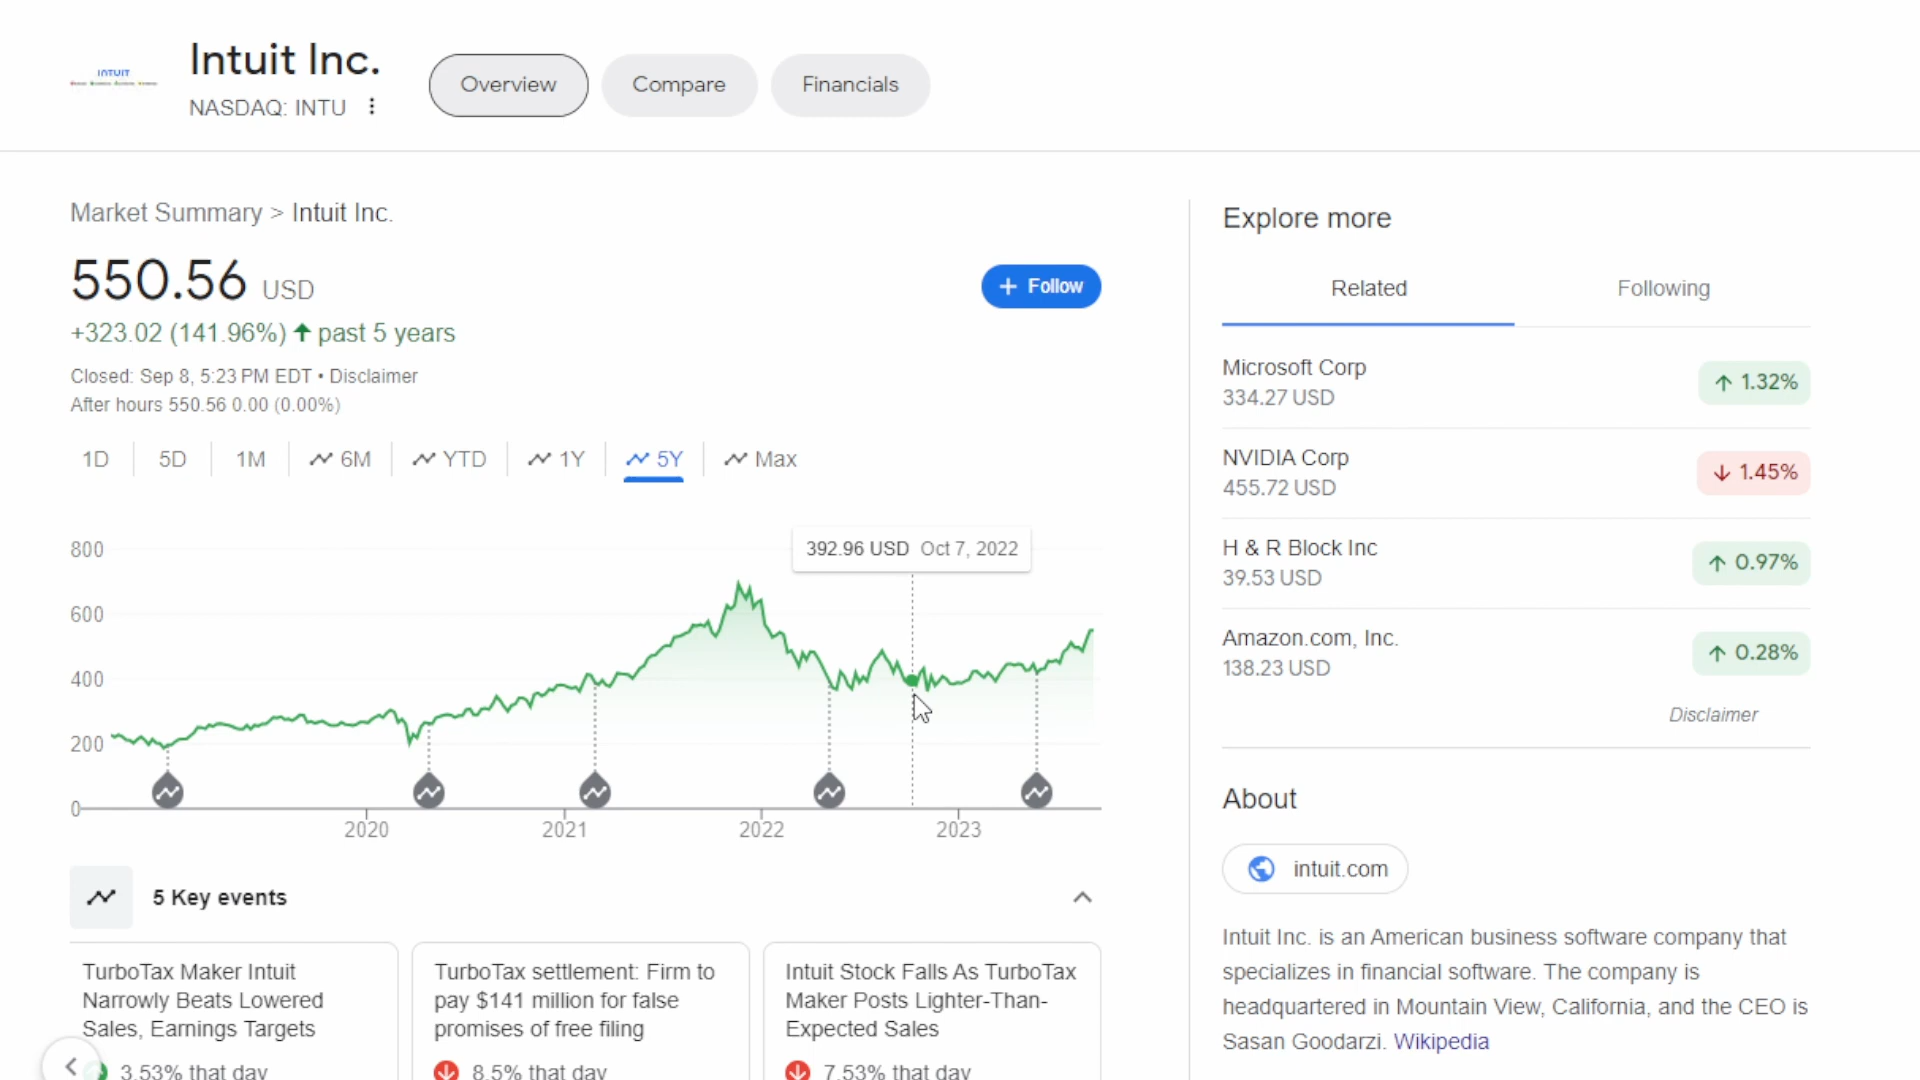 INTUIT
Intuit Inc.
NASDAQ: INTU
Overview
Compare
Financials
Market Summary > Intuit Inc.
550.56 USD
+ Follow
+323.02 (141.96%) ↑ past 5 years
Closed: Sep 8, 5:23 PM EDT • Disclaimer
After hours 550.56 0.00 (0.00%)
1D 5D 1M 6M YTD 1Y 5Y Max
392.96 USD Oct 7, 2022
800
600
400
200
0
2020 2021 2022 2023
5 Key events
TurboTax Maker Intuit
Narrowly Beats Lowered
Sales, Earnings Targets
3.53% that day
TurboTax settlement: Firm to
pay $141 million for false
promises of free filing
8.5% that day
Intuit Stock Falls As TurboTax
Maker Posts Lighter-Than-
Expected Sales
7.53% that day
Explore more
Related Following
Microsoft Corp
334.27 USD
↑ 1.32%
NVIDIA Corp
455.72 USD
↓ 1.45%
H & R Block Inc
39.53 USD
↑ 0.97%
Amazon.com, Inc.
138.23 USD
↑ 0.28%
Disclaimer
About
intuit.com
Intuit Inc. is an American business software company that
specializes in financial software. The company is
headquartered in Mountain View, California, and the CEO is
Sasan Goodarzi. Wikipedia